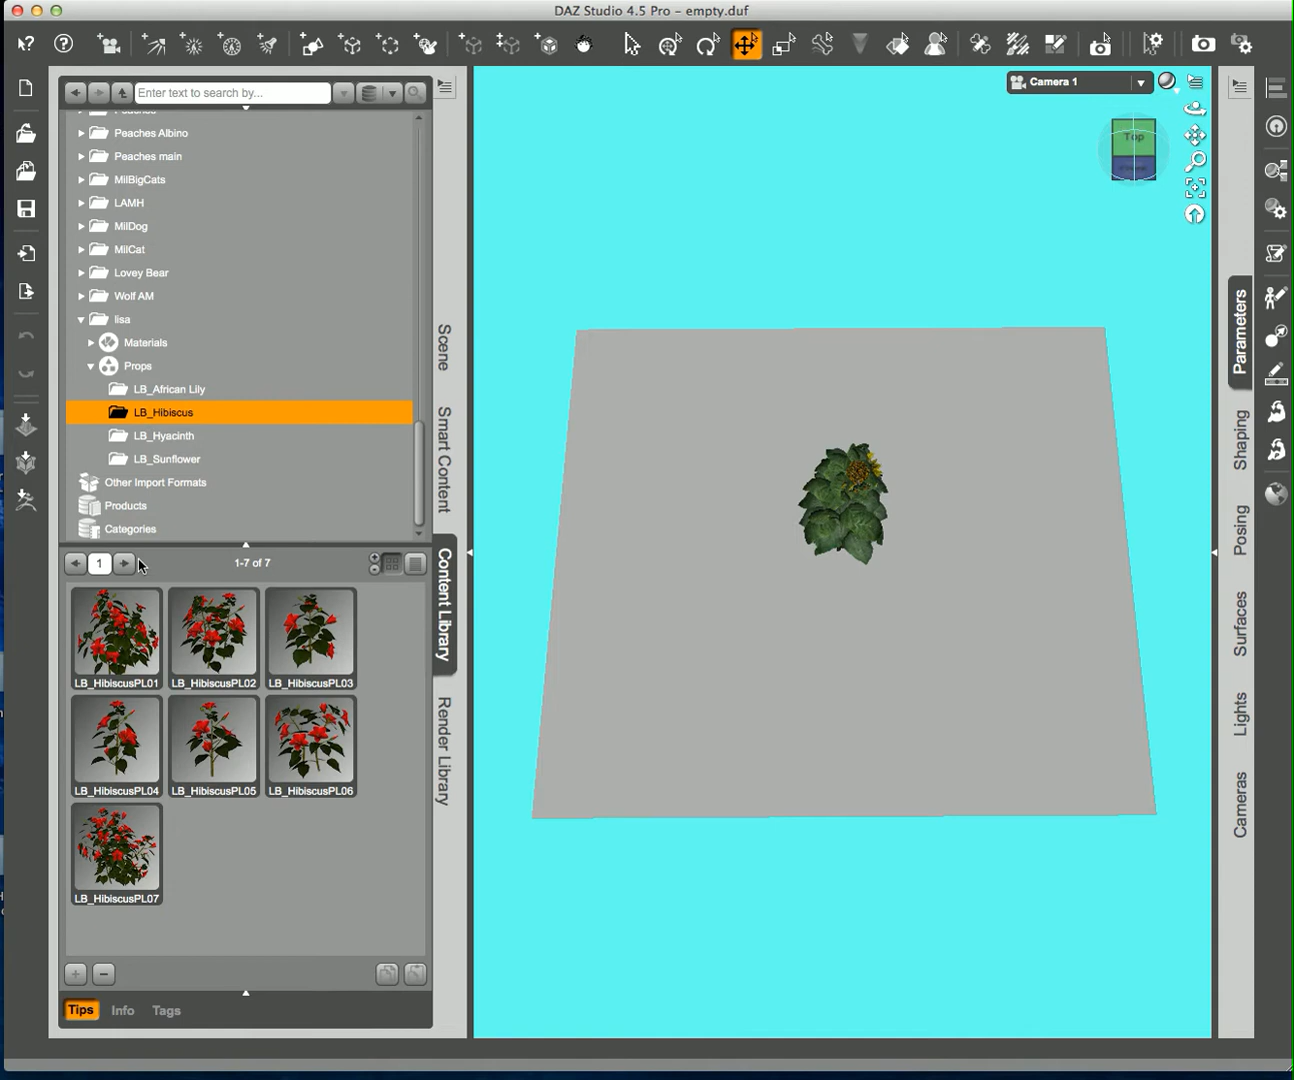 DAZ Studio 4.5 Pro - empty.duf
Enter text to search by...
Peaches Albino
Peaches main
MilBigCats
LAMH
MilDog
MilCat
Lovey Bear
Wolf AM
lisa
Materials
Props
LB_African Lily
LB_Hibiscus
LB_Hyacinth
LB_Sunflower
Other Import Formats
Products
Categories
1
1-7 of 7
LB_HibiscusPL01
LB_HibiscusPL02
LB_HibiscusPL03
LB_HibiscusPL04
LB_HibiscusPL05
LB_HibiscusPL06
LB_HibiscusPL07
Tips
Info
Tags
Scene
Smart Content
Content Library
Render Library
Camera 1
Top
Parameters
Shaping
Posing
Surfaces
Lights
Cameras